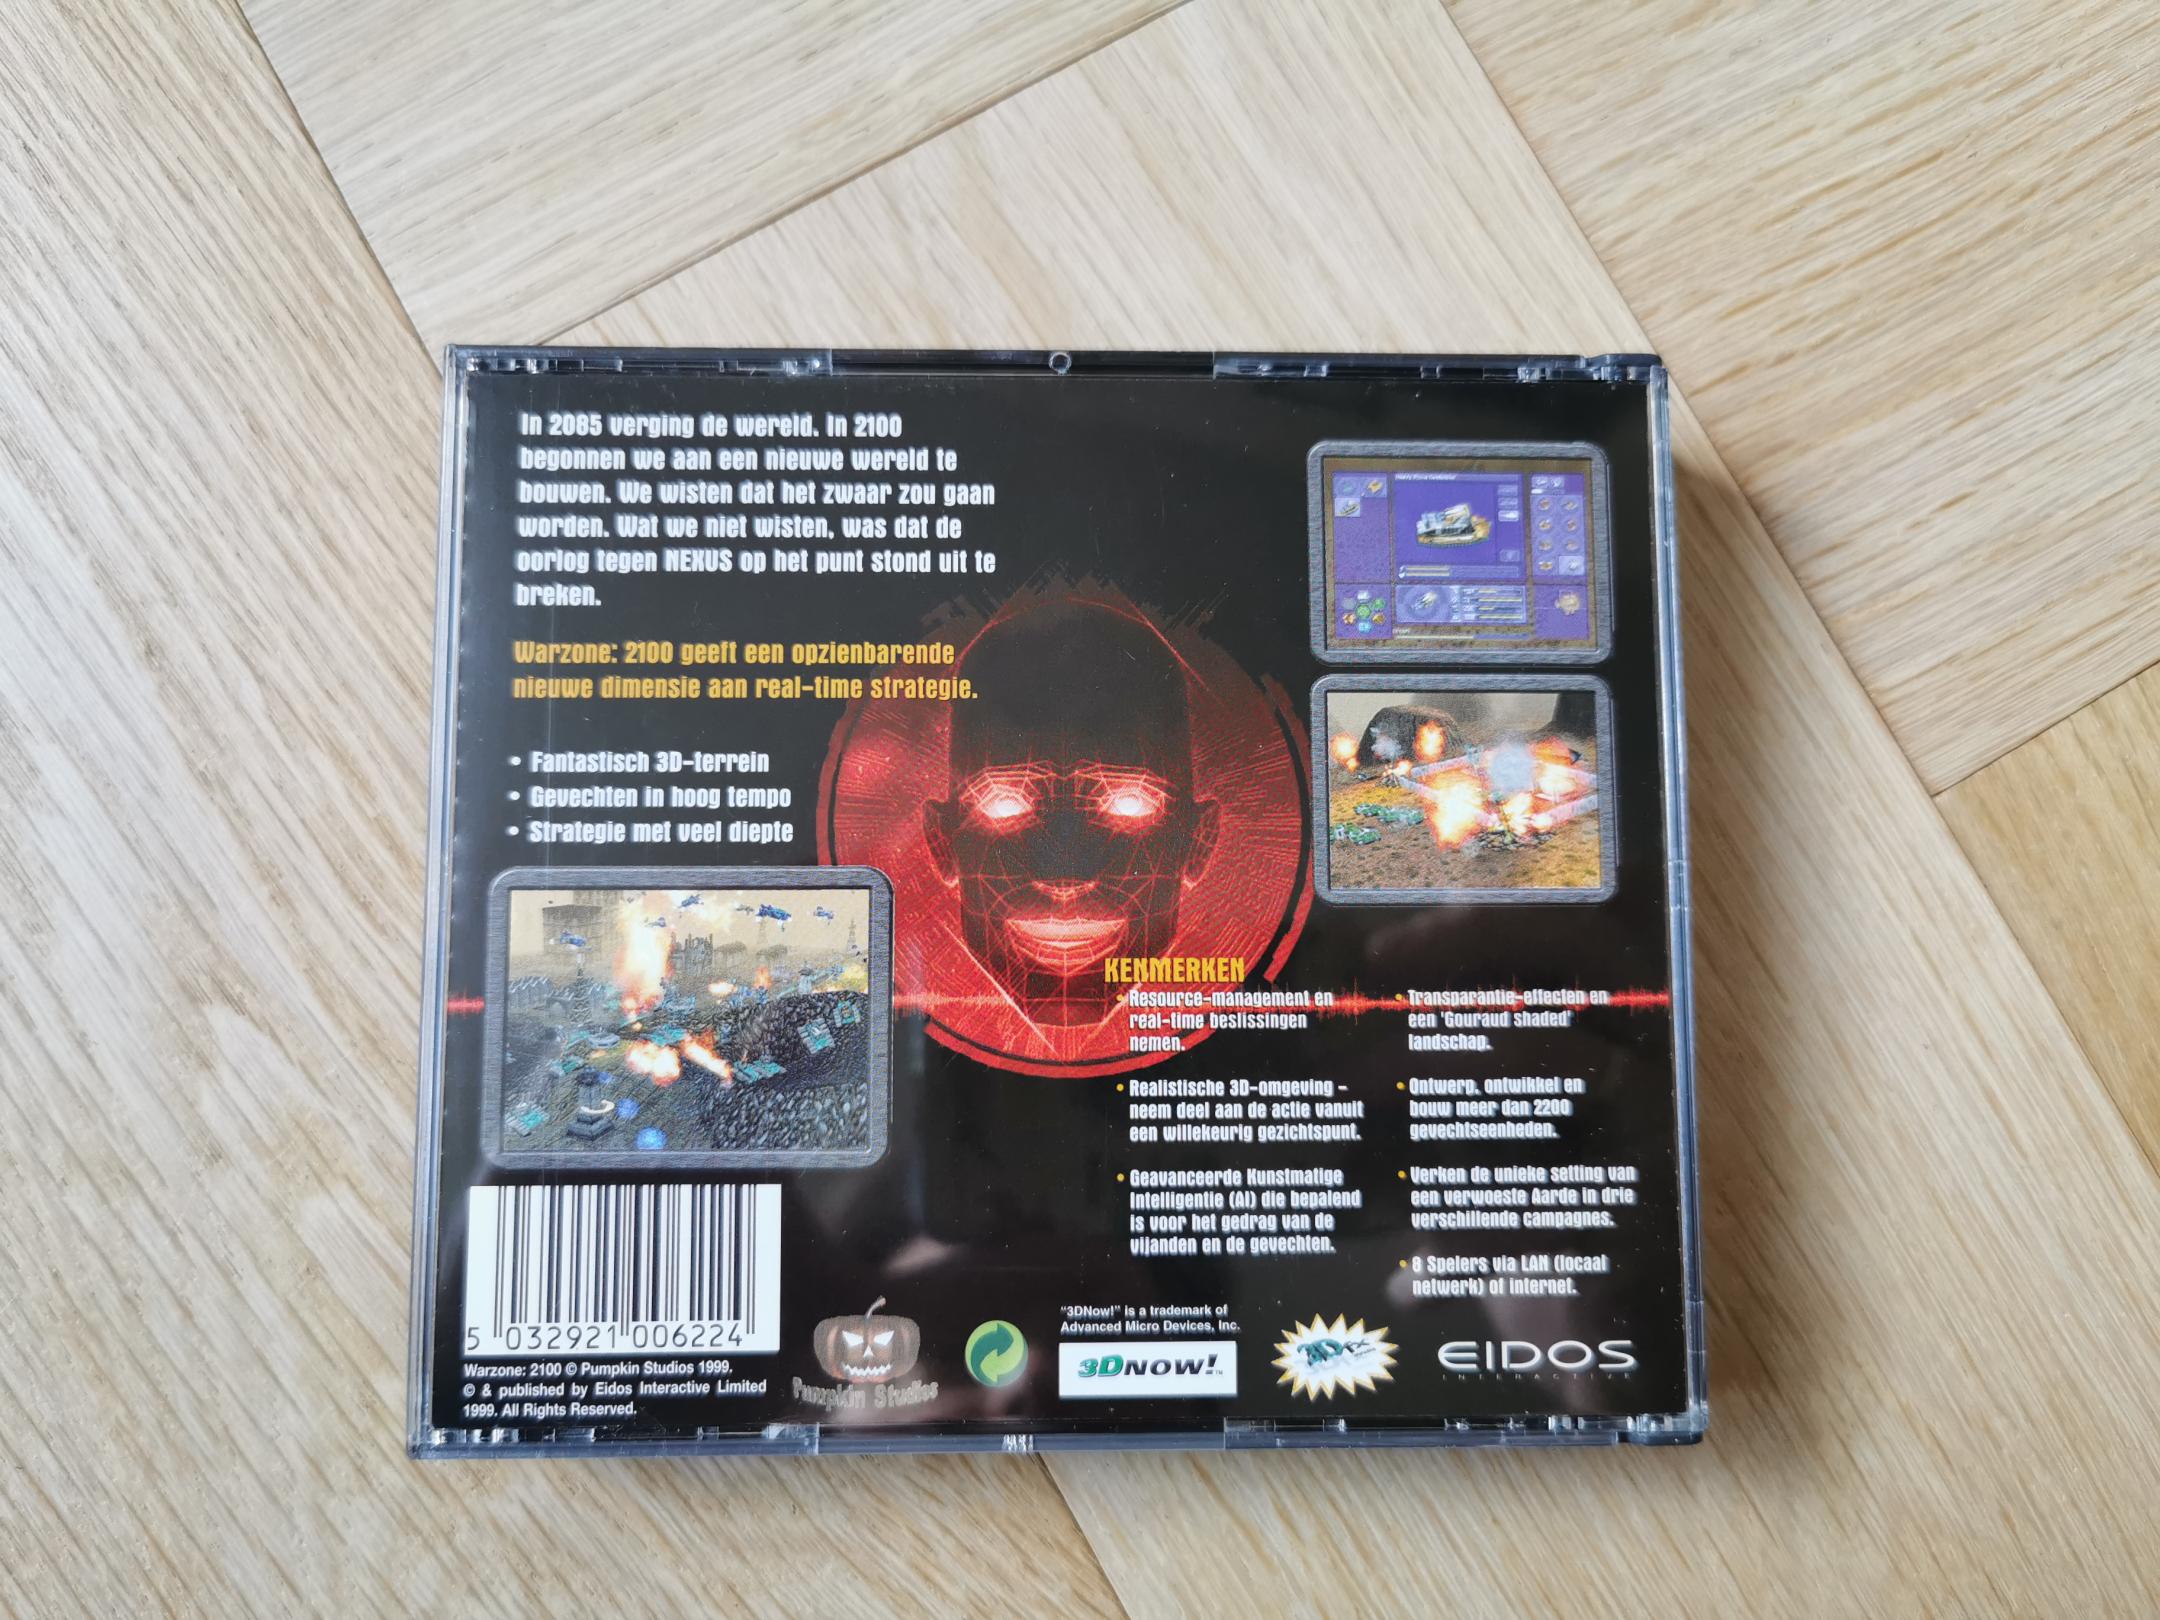 In 2085 verging de wereld. In 2100
begonnen we aan een nieuwe wereld te
bouwen. We wisten dat het zwaar zou gaan
worden. Wat we niet wisten, was dat de
oorlog tegen NEXUS op het punt stond uit te
breken.
Warzone: 2100 geeft een opzienbarende
nieuwe dimensie aan real-time strategie.
• Fantastisch 3D-terrein
• Gevechten in hoog tempo
• Strategie met veel diepte
KENMERKEN
• Resource-management en
real-time beslissingen
nemen.
• Realistische 3D-omgeving -
neem deel aan de actie vanuit
een willekeurig gezichtspunt.
• Geavanceerde Kunstmatige
Intelligentie (AI) die bepalend
is voor het gedrag van de
vijanden en de gevechten.
• Transparantie-effecten en
een 'Gouraud shaded'
landschap.
• Ontwerp, ontwikkel en
bouw meer dan 2200
gevechtseenheden.
• Verken de unieke setting van
een verwoeste Aarde in drie
verschillende campagnes.
• 8 Spelers via LAN (locaal
netwerk) of internet.
5 032921 006224
Warzone: 2100 © Pumpkin Studios 1999.
© & published by Eidos Interactive Limited
1999. All Rights Reserved.
Pumpkin Studios
"3DNow!" is a trademark of
Advanced Micro Devices, Inc.
3DNOW!™
3Dfx
EIDOS
INTERACTIVE